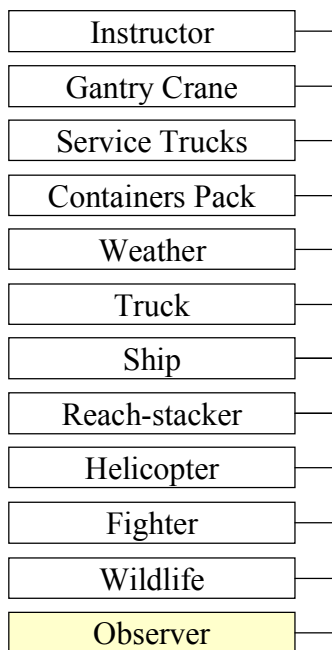 Instructor
Gantry Crane
Service Trucks
Containers Pack
Weather
Truck
Ship
Reach-stacker
Helicopter
Fighter
Wildlife
Observer